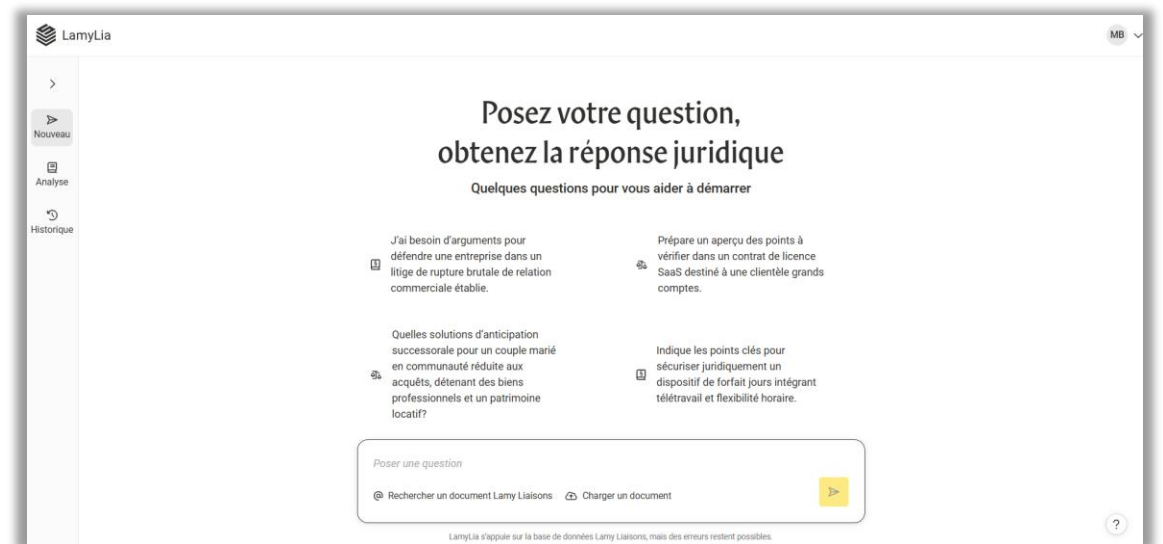 LamyLia
MB
Nouveau
Analyse
Historique
Posez votre question,
obtenez la réponse juridique
Quelques questions pour vous aider à démarrer
J'ai besoin d'arguments pour
défendre une entreprise dans un
litige de rupture brutale de relation
commerciale établie.
Prépare un aperçu des points à
vérifier dans un contrat de licence
SaaS destiné à une clientèle grands
comptes.
Quelles solutions d'anticipation
successorale pour un couple marié
en communauté réduite aux
acquêts, détenant des biens
professionnels et un patrimoine
locatif?
Indique les points clés pour
sécuriser juridiquement un
dispositif de forfait jours intégrant
télétravail et flexibilité horaire.
Poser une question
@ Rechercher un document Lamy Liaisons Charger un document
?
LamyLia s'appuie sur la base de données Lamy Liaisons, mais des erreurs restent possibles.